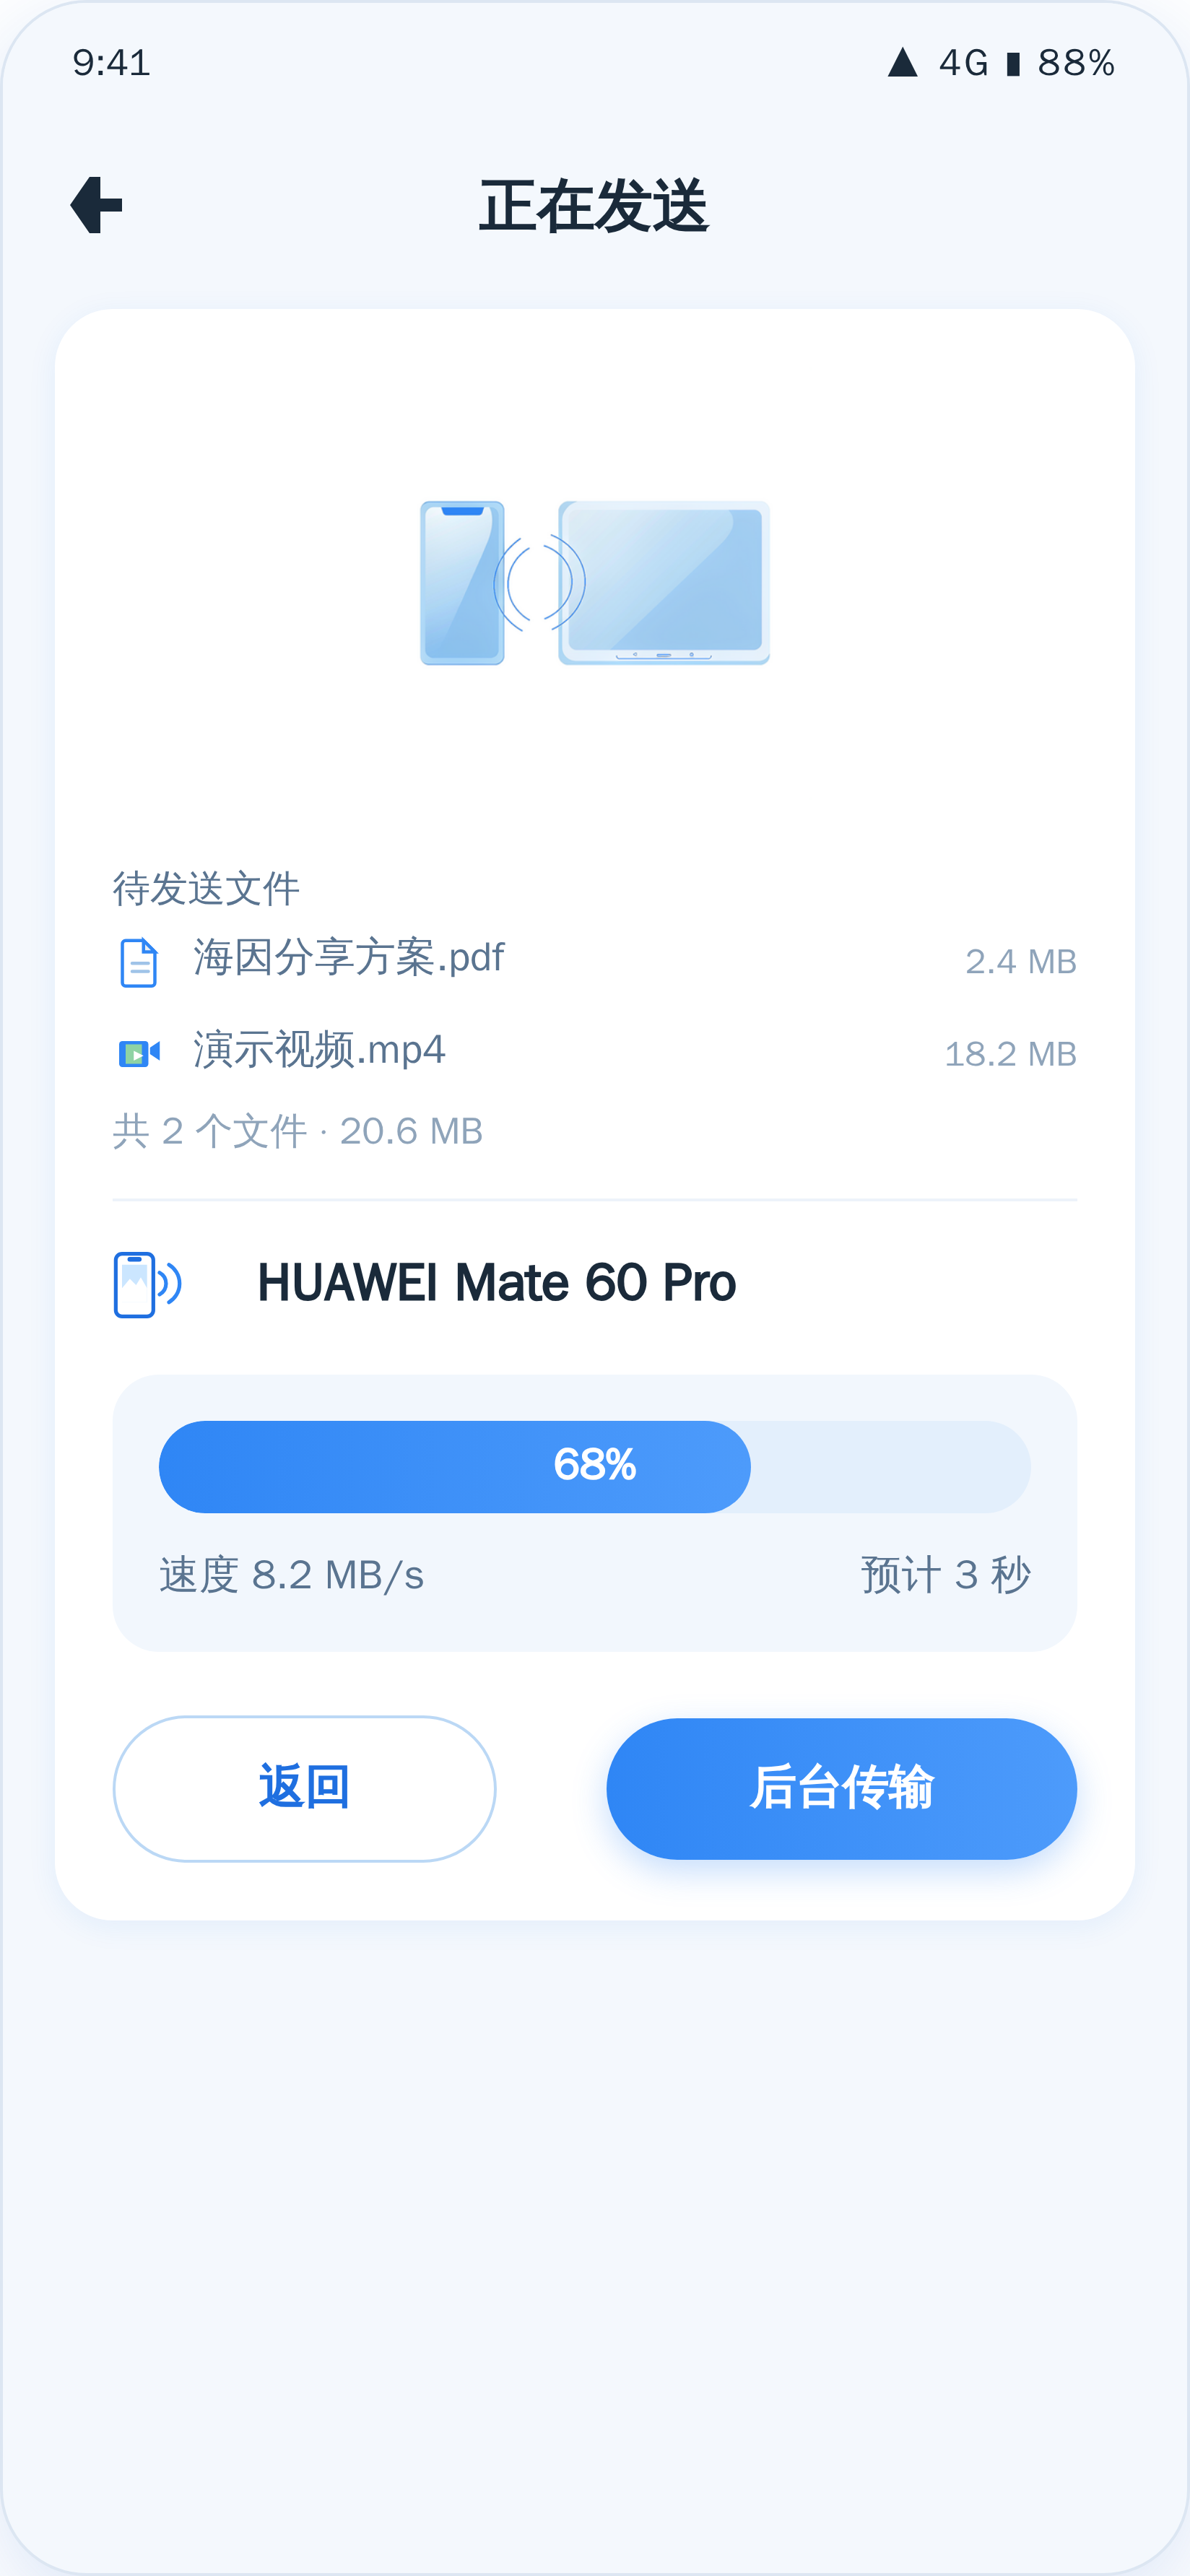 9:41 4G 88%
正在发送
待发送文件
海因分享方案.pdf 2.4 MB
演示视频.mp4 18.2 MB
共 2 个文件 · 20.6 MB
HUAWEI Mate 60 Pro
68%
速度 8.2 MB/s 预计 3 秒
返回 后台传输